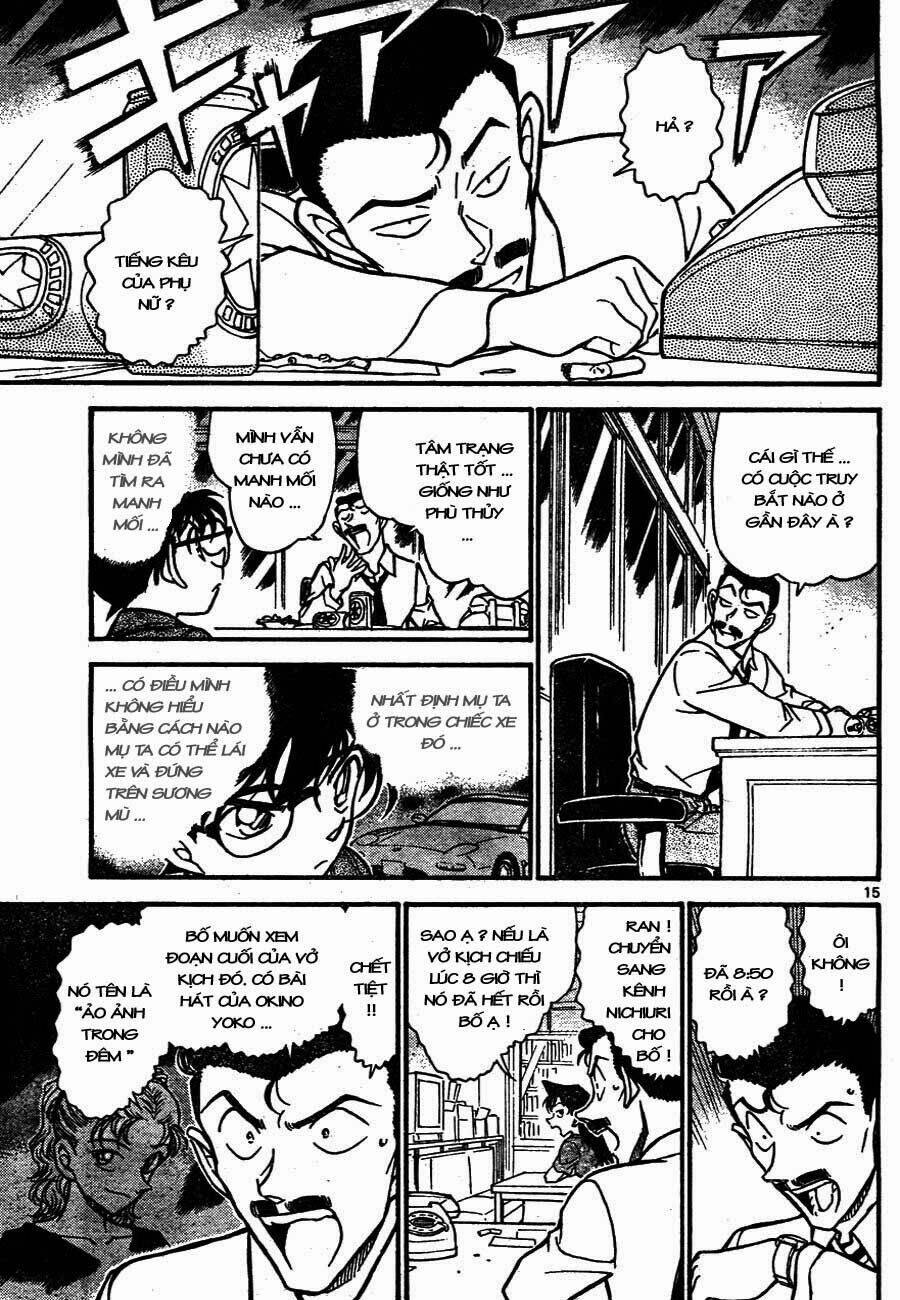 キャアア
HẢ ?
TIẾNG KÊU
CỦA PHỤ
NỮ ?
CÁI GÌ THẾ ...
CÓ CUỘC TRUY
BẮT NÀO Ở
GẦN ĐÂY À ?
TÂM TRẠNG
THẬT TỐT ...
GIỐNG NHƯ
PHÙ THỦY
...
MÌNH VẪN
CHƯA CÓ
MANH MỐI
NÀO ...
KHÔNG
MÌNH ĐÃ
TÌM RA
MANH
MỐI ...
NHẤT ĐỊNH MỤ TA
Ở TRONG CHIẾC XE
ĐÓ ...
... CÓ ĐIỀU MÌNH
KHÔNG HIỂU
BẰNG CÁCH NÀO
MỤ TA CÓ THỂ LÁI
XE VÀ ĐỨNG
TRÊN SƯƠNG
MÙ ...
15
ÔI
KHÔNG
!
ĐÃ 8:50
RỒI À ?
RAN !
CHUYỂN
SANG
KÊNH
NICHIURI
CHO
BỐ !
SAO Ạ ? NẾU LÀ
VỞ KỊCH CHIẾU
LÚC 8 GIỜ THÌ
NÓ ĐÃ HẾT RỒI
BỐ Ạ !
CHẾT
TIỆT
!!
BỐ MUỐN XEM
ĐOẠN CUỐI CỦA VỞ
KỊCH ĐÓ. CÓ BÀI
HÁT CỦA OKINO
YOKO ...
NÓ TÊN LÀ
"ẢO ẢNH
TRONG
ĐÊM "